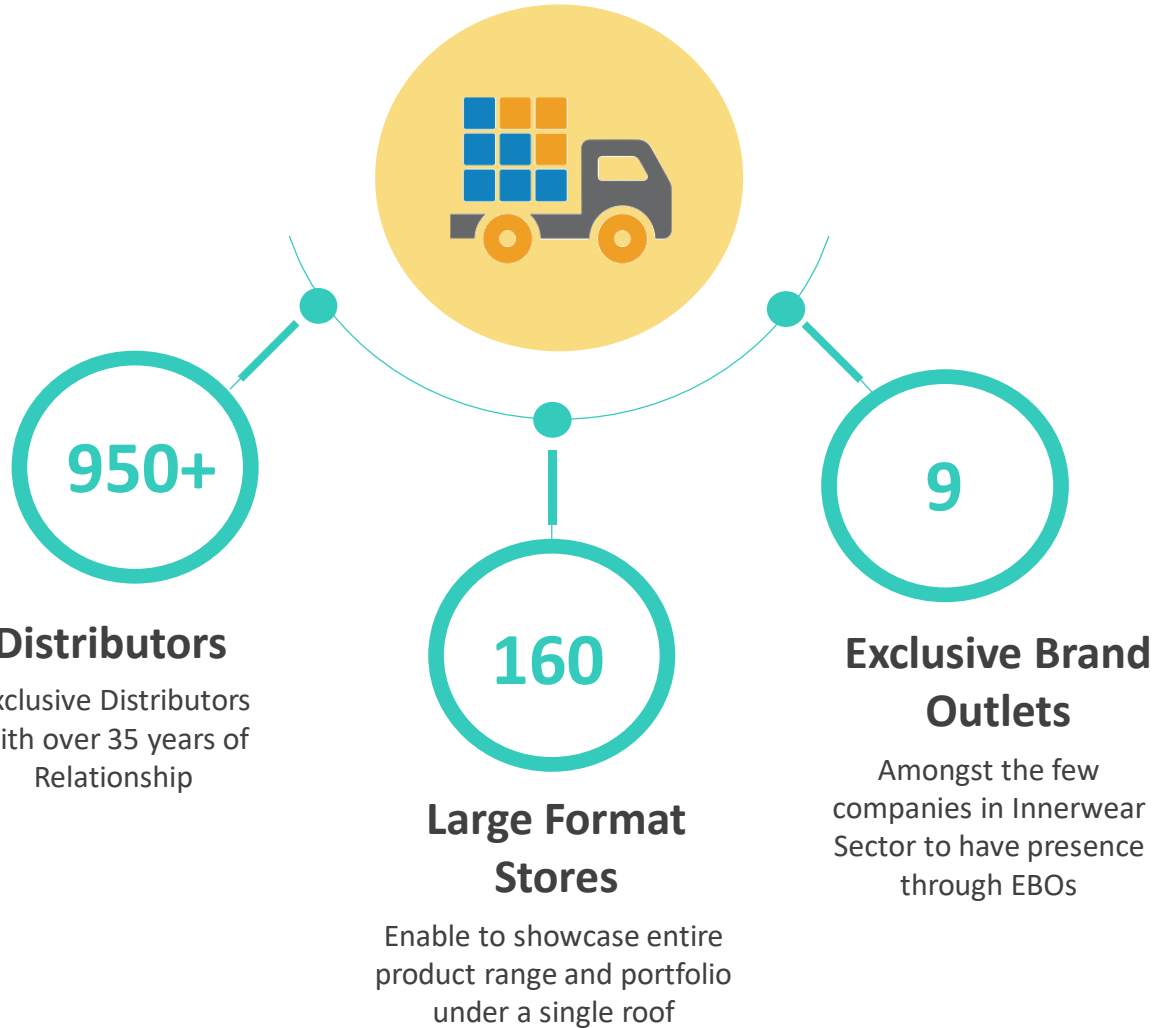 950+
Distributors
xclusive Distributors
ith over 35 years of
Relationship
160
Large Format
Stores
Enable to showcase entire
product range and portfolio
under a single roof
9
Exclusive Brand
Outlets
Amongst the few
companies in Innerwear
Sector to have presence
through EBOs